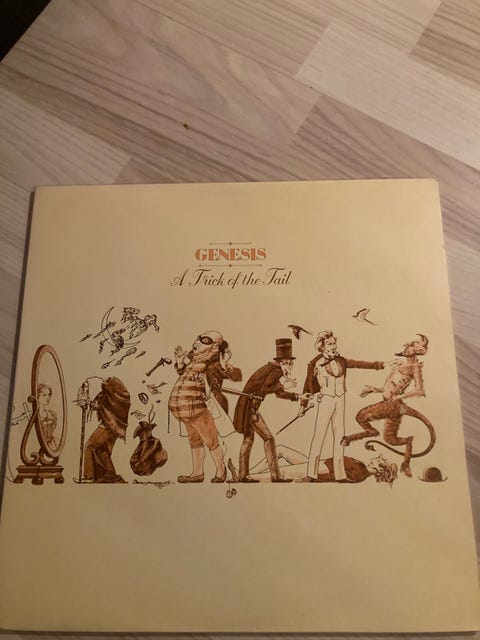 GENESIS
A Trick of the Tail